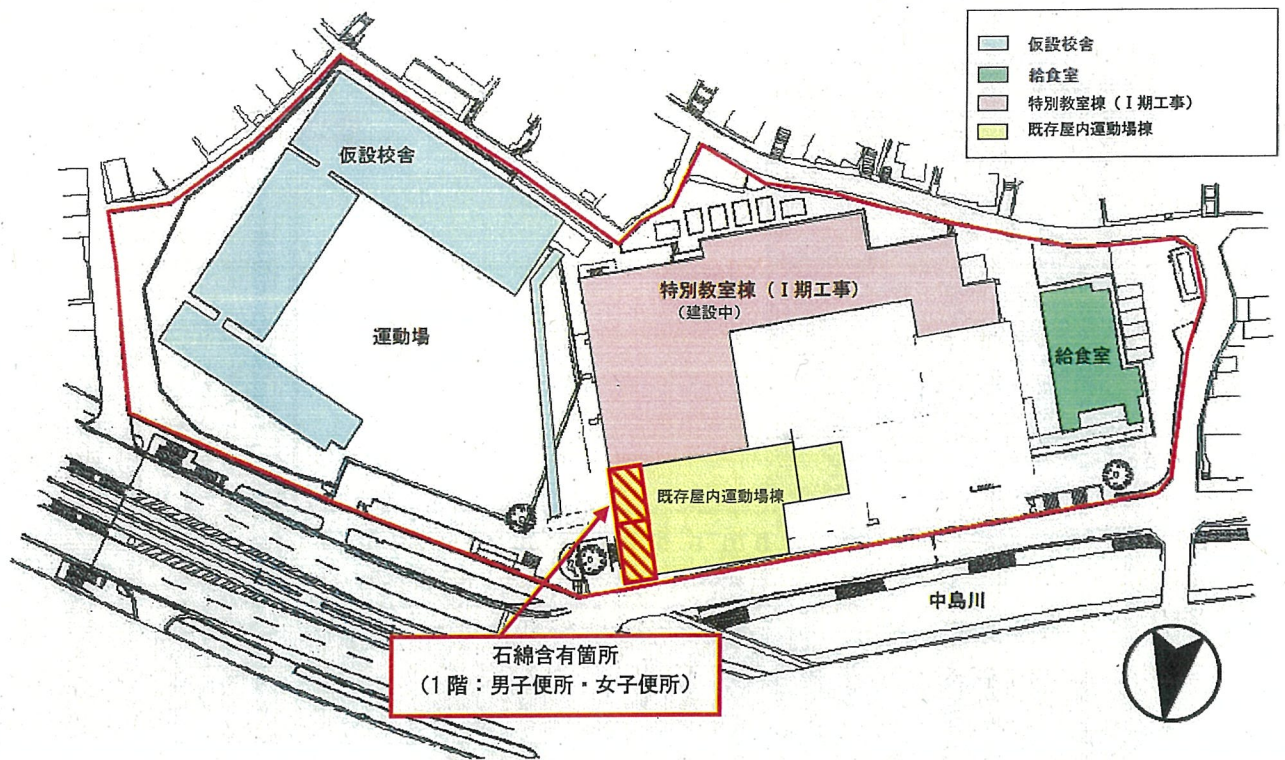 仮設校舎
給食室
特別教室棟（Ⅰ期工事）
既存屋内運動場棟
仮設校舎
特別教室棟（Ⅰ期工事）
（建設中）
運動場
給食室
既存屋内運動場棟
中島川
石綿含有箇所
（1階：男子便所・女子便所）